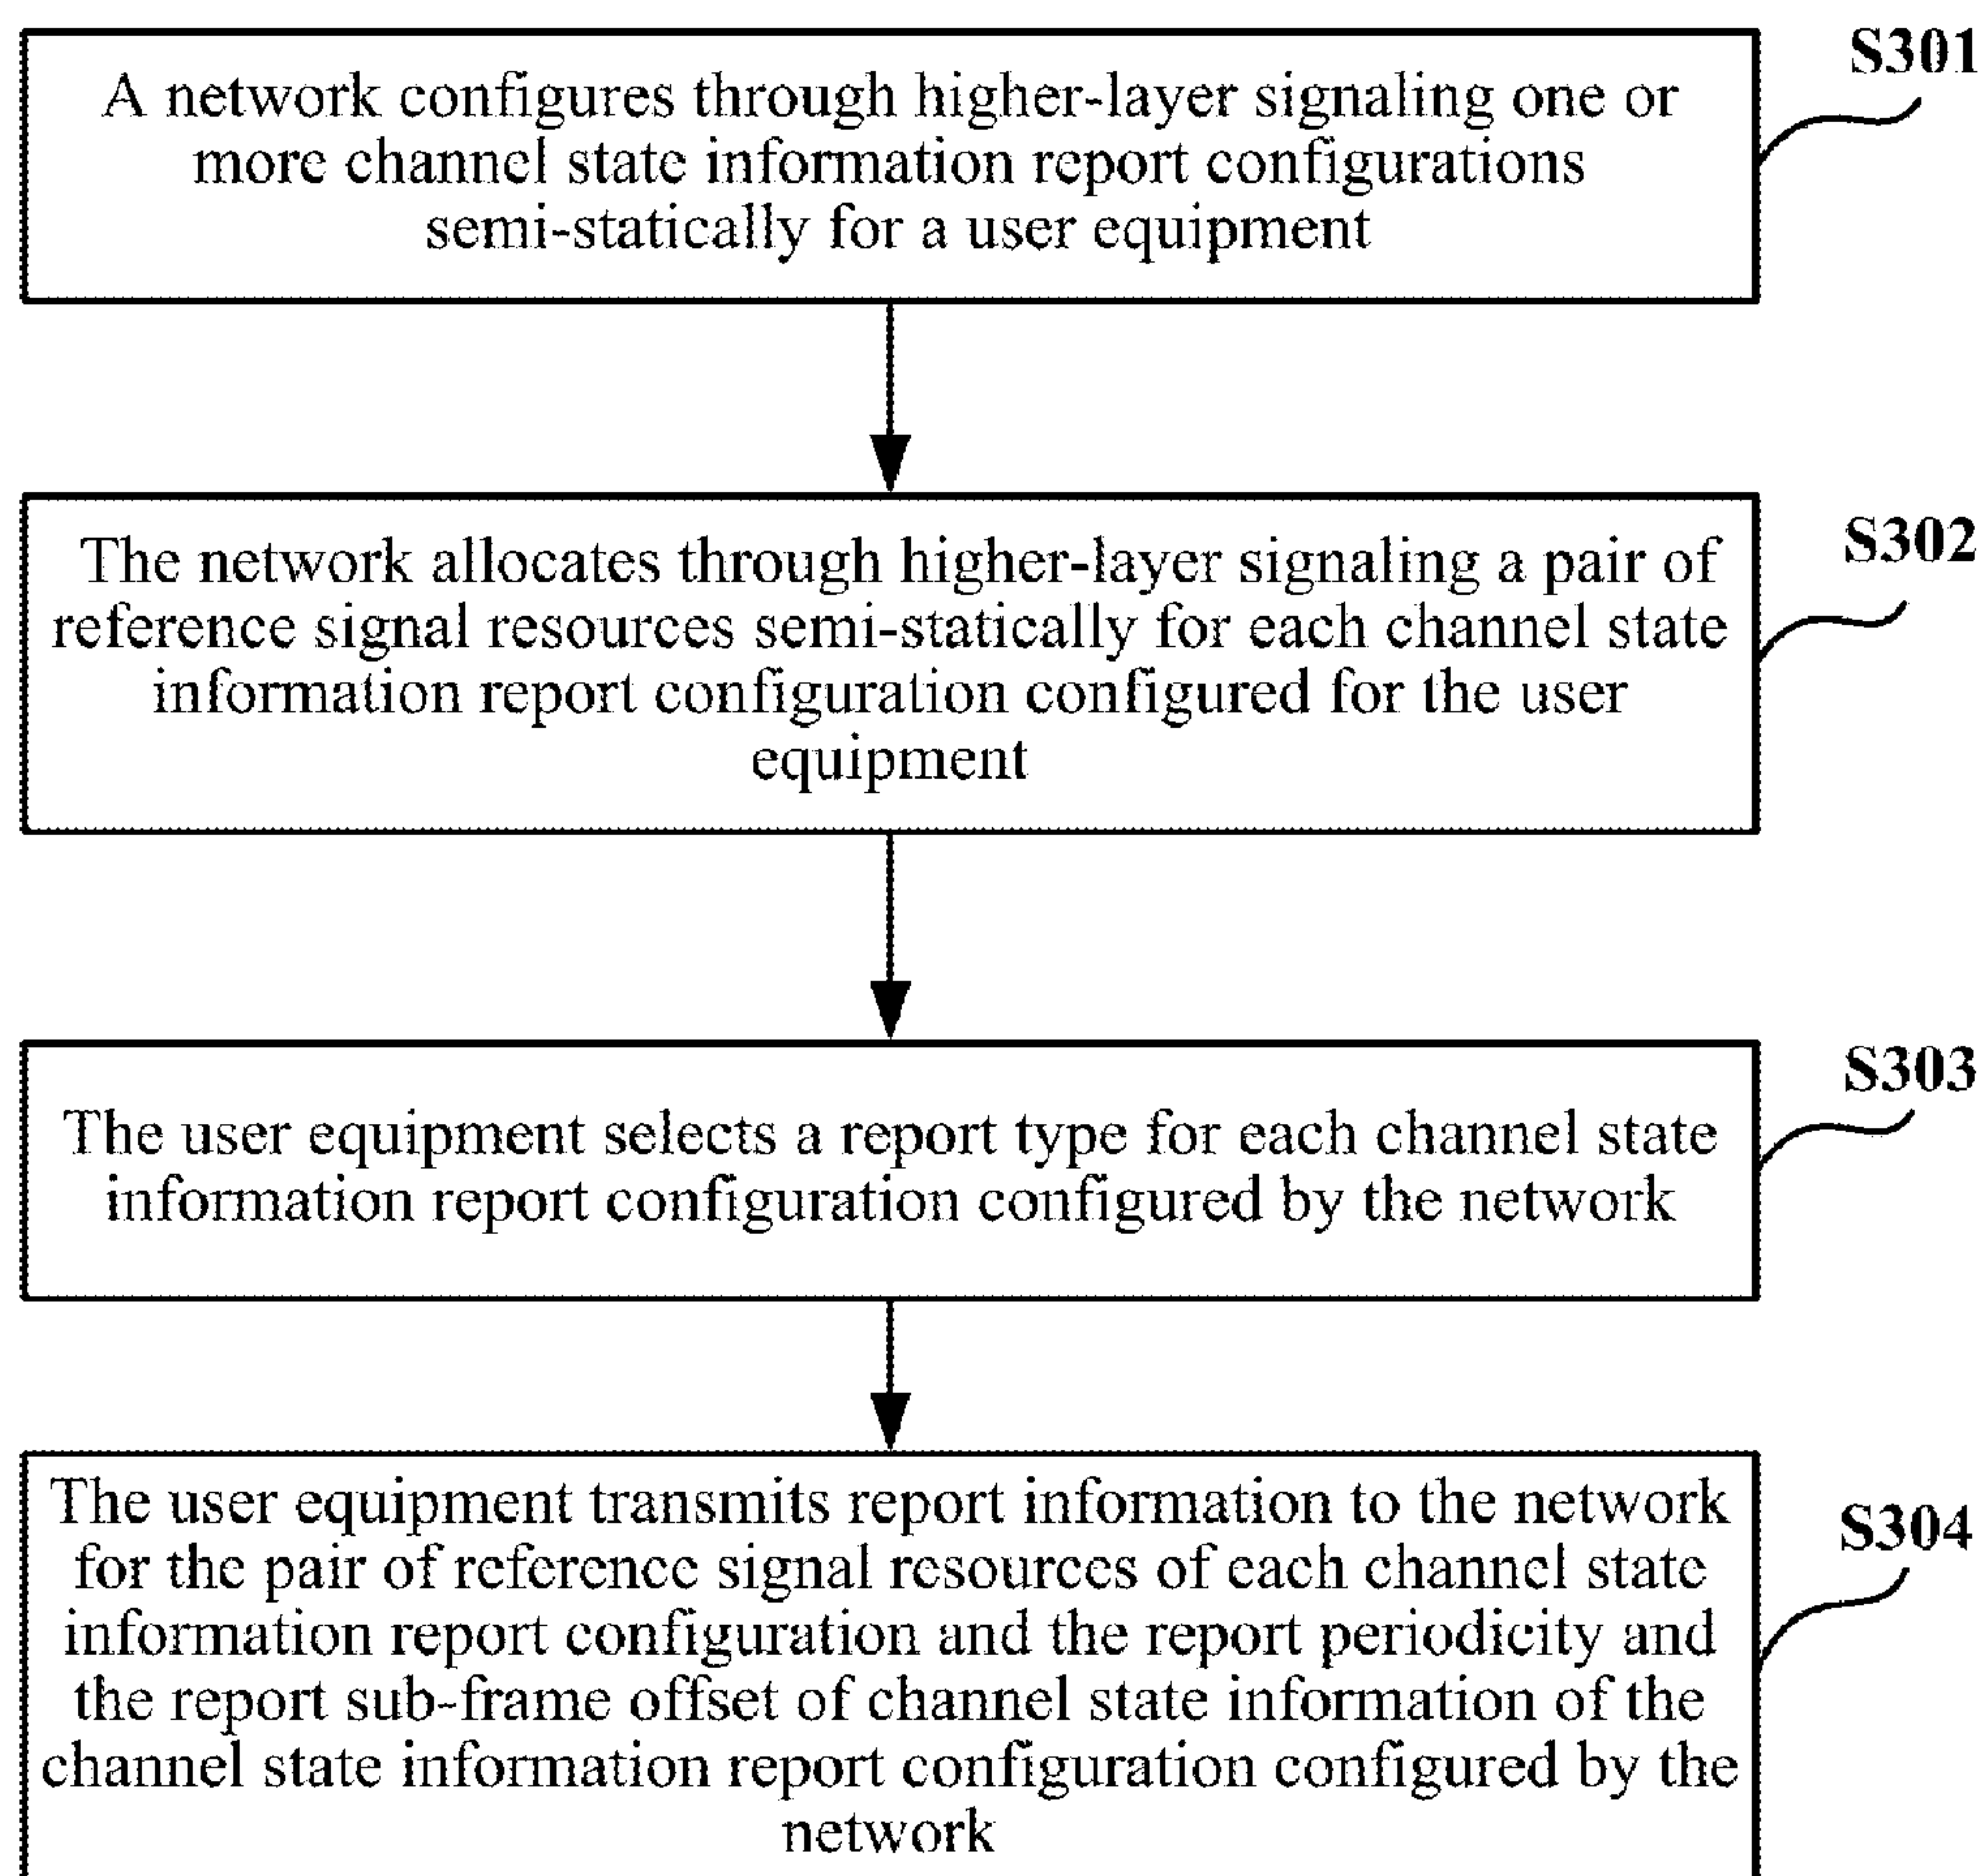 S301
A network configures through higher-layer signaling one or
more channel state information report configurations
semi-statically for a user equipment
S302
The network allocates through higher-layer signaling a pair of
reference signal resources semi-statically for each channel state
information report configuration configured for the user
equipment
S303
The user equipment selects a report type for each channel state
information report configuration configured by the network
S304
The user equipment transmits report information to the network
for the pair of reference signal resources of each channel state
information report configuration and the report periodicity and
the report sub-frame offset of channel state information of the
channel state information report configuration configured by the
network